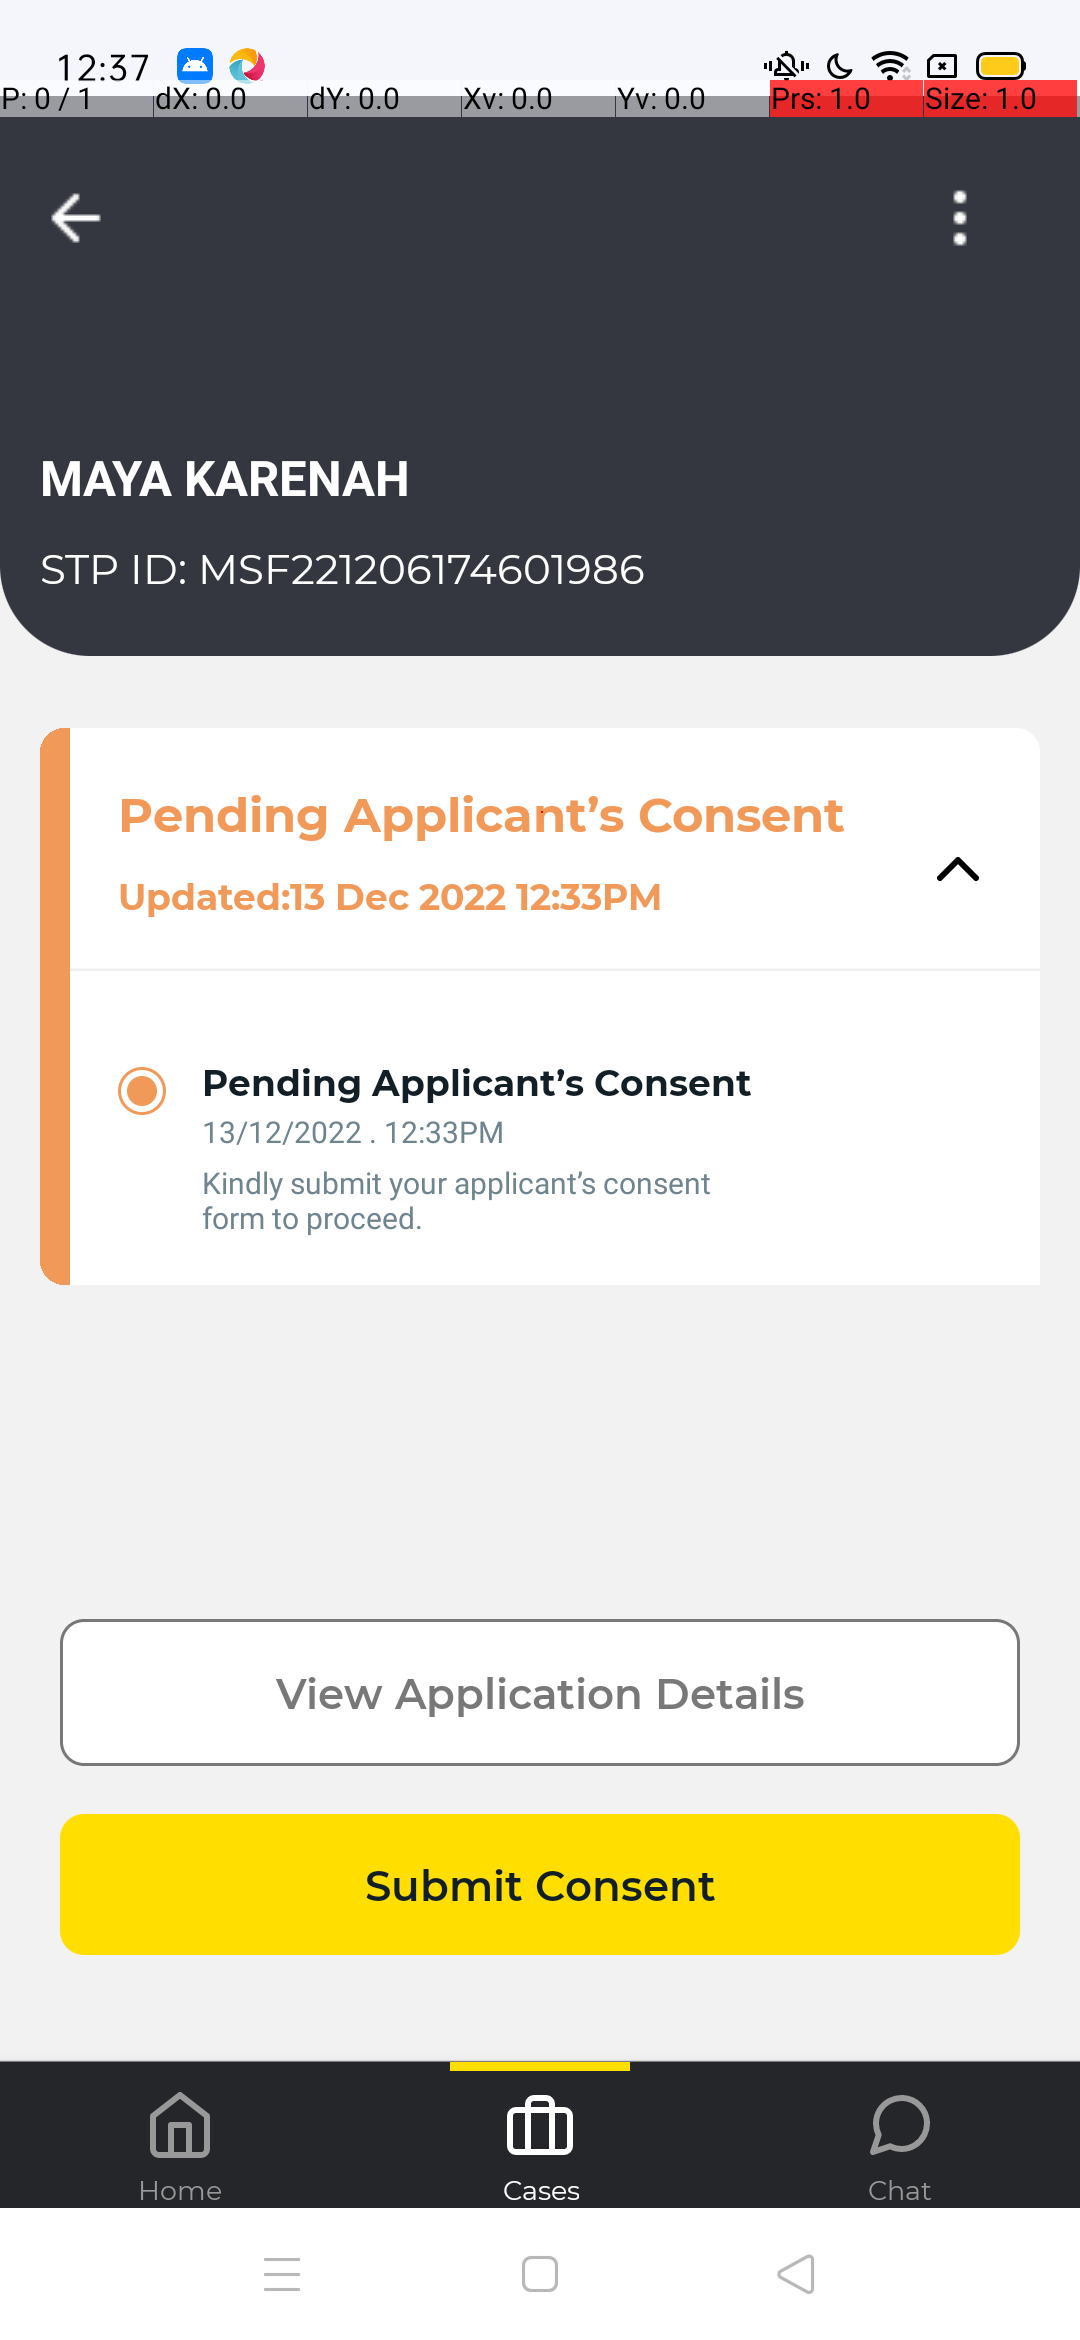 12:37
P: 0 / 1 dX: 0.0 dY: 0.0 Xv: 0.0 Yv: 0.0 Prs: 1.0 Size: 1.0
MAYA KARENAH
STP ID: MSF221206174601986
Pending Applicant’s Consent
Updated:13 Dec 2022 12:33PM
Pending Applicant’s Consent
13/12/2022 . 12:33PM
Kindly submit your applicant’s consent
form to proceed.
View Application Details
Submit Consent
Home Cases Chat